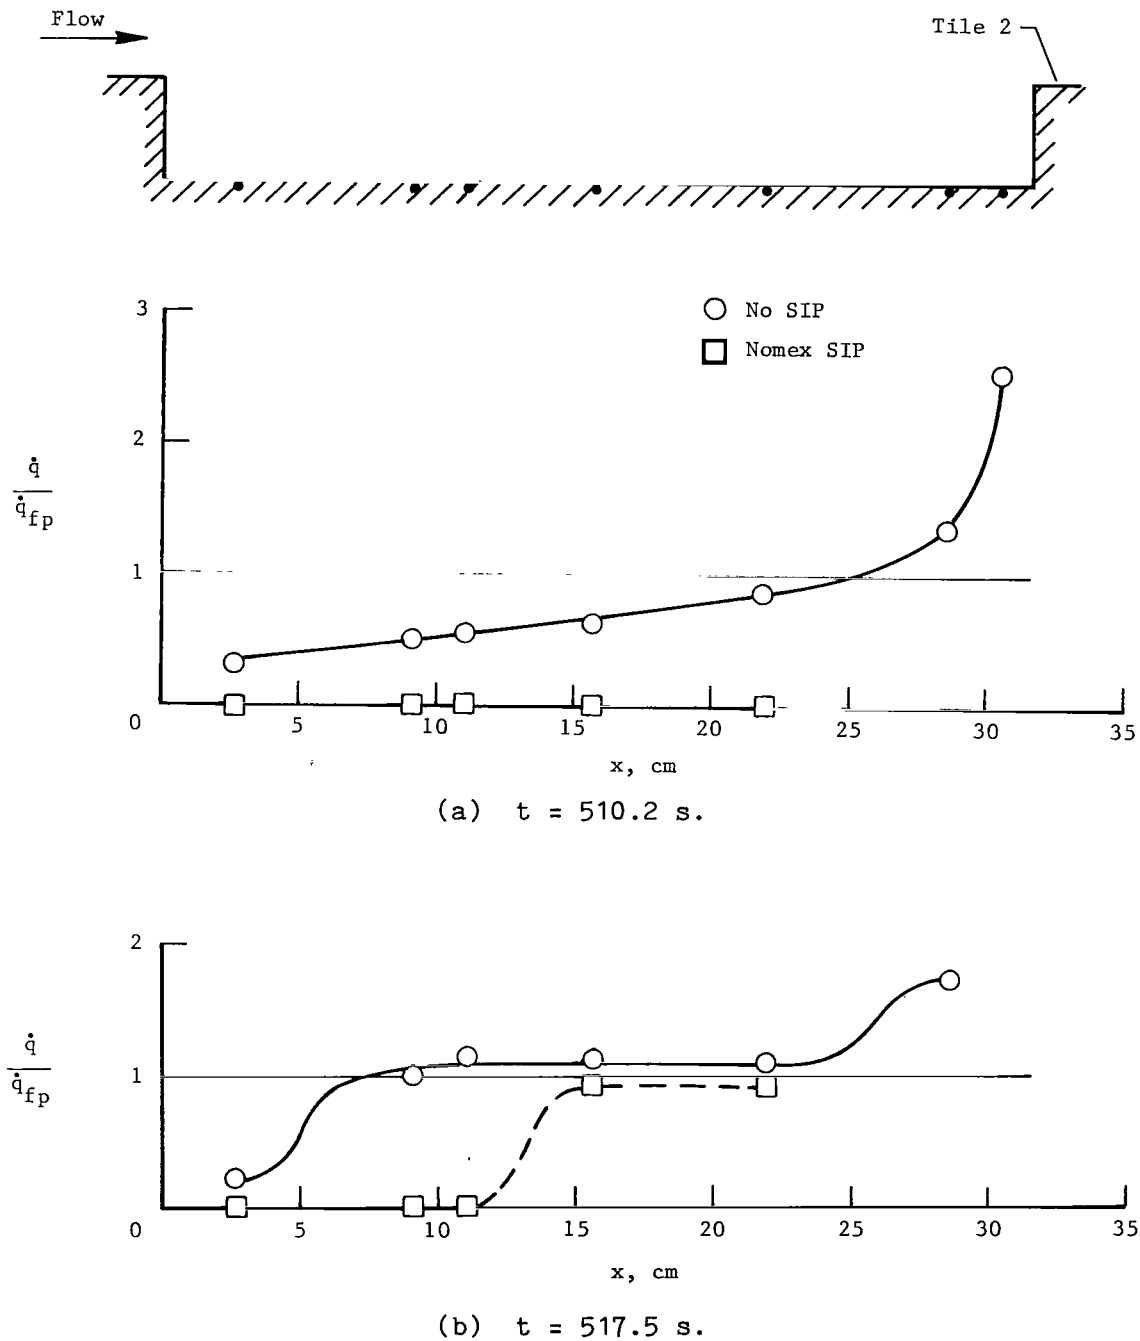 Flow
Tile 2
3
2
1
0
q̇
q̇fp
No SIP
Nomex SIP
5 10 15 20 25 30 35
x, cm
(a) t = 510.2 s.
2
1
0
q̇
q̇fp
5 10 15 20 25 30 35
x, cm
(b) t = 517.5 s.